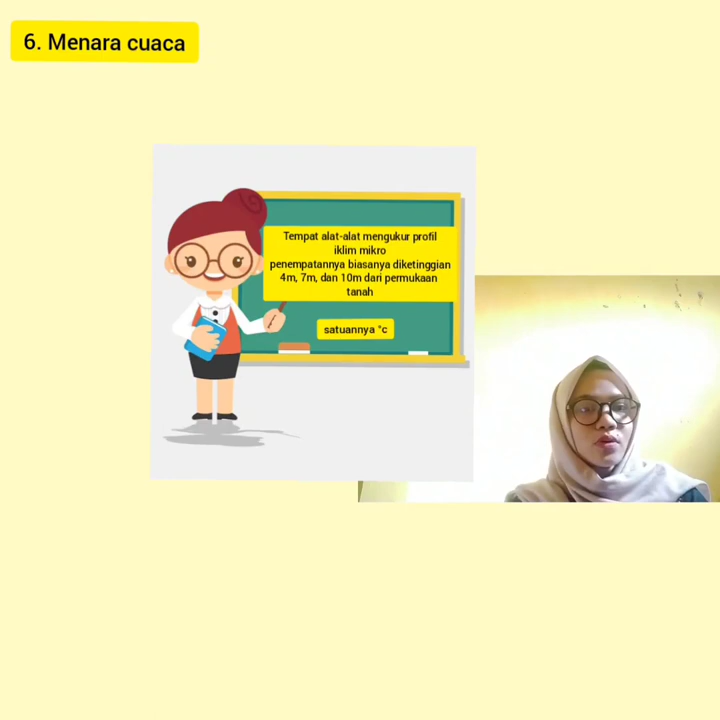 6. Menara cuaca
Tempat alat-alat mengukur profil
iklim mikro
penempatannya biasanya diketinggian
4m, 7m, dan 10m dari permukaan
tanah
satuannya °c